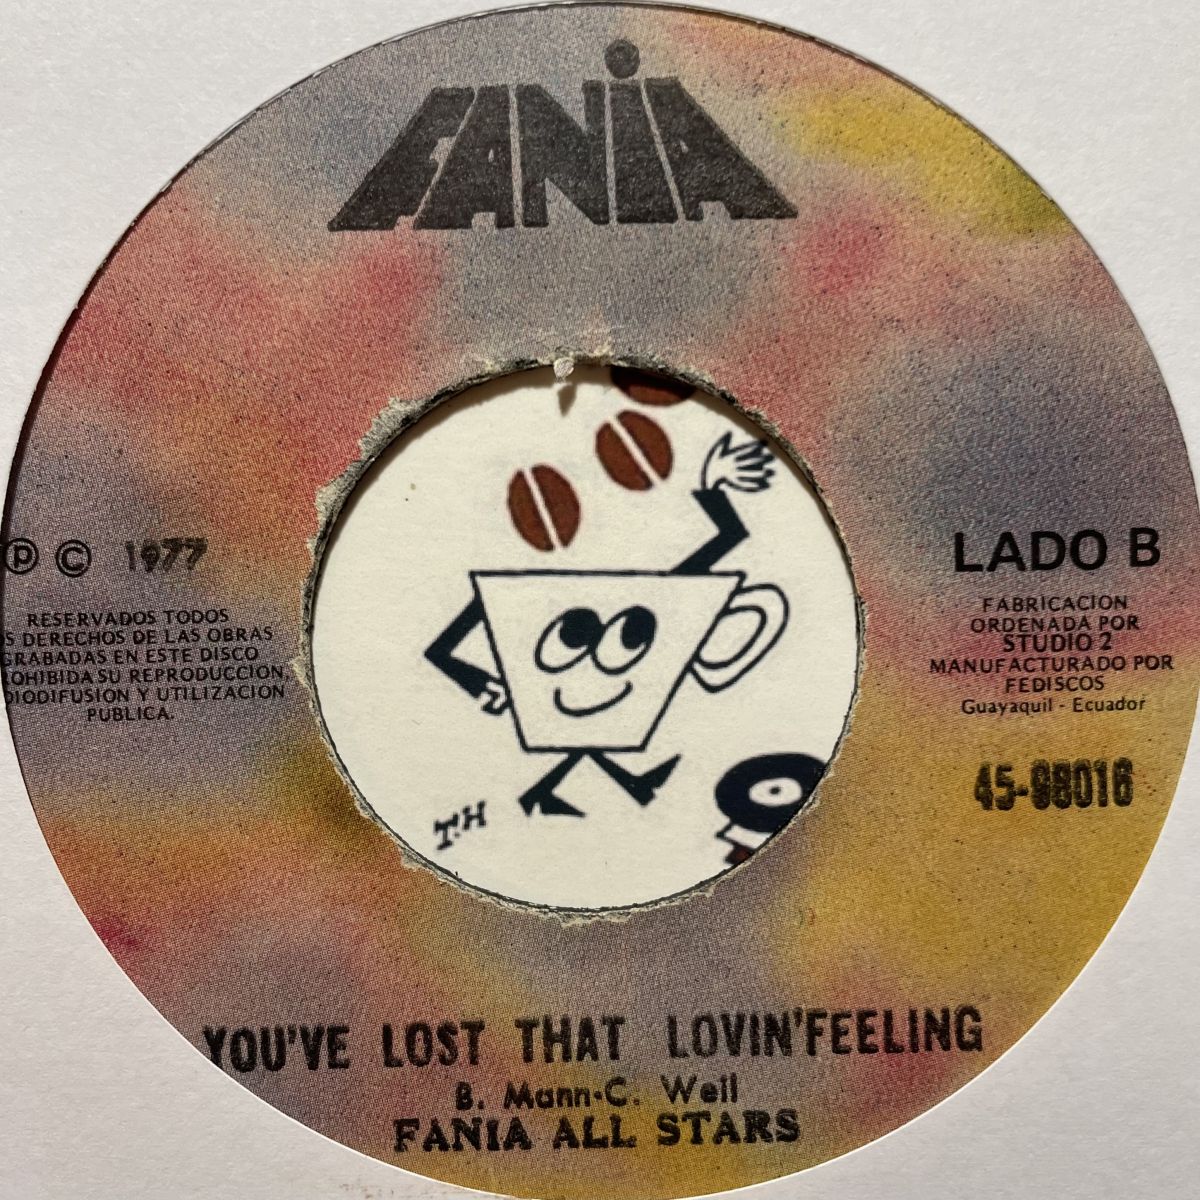 FANiA
Ⓟ © 1977
RESERVADOS TODOS
S DERECHOS DE LAS OBRAS
GRABADAS EN ESTE DISCO
ROHIBIDA SU REPRODUCCION,
DIODIFUSION Y UTILIZACION
PUBLICA.
LADO B
FABRICACION
ORDENADA POR
STUDIO 2
MANUFACTURADO POR
FEDISCOS
Guayaquil - Ecuador
45-98016
T.H
YOU'VE LOST THAT LOVIN'FEELING
B. Mann-C. Weil
FANIA ALL STARS